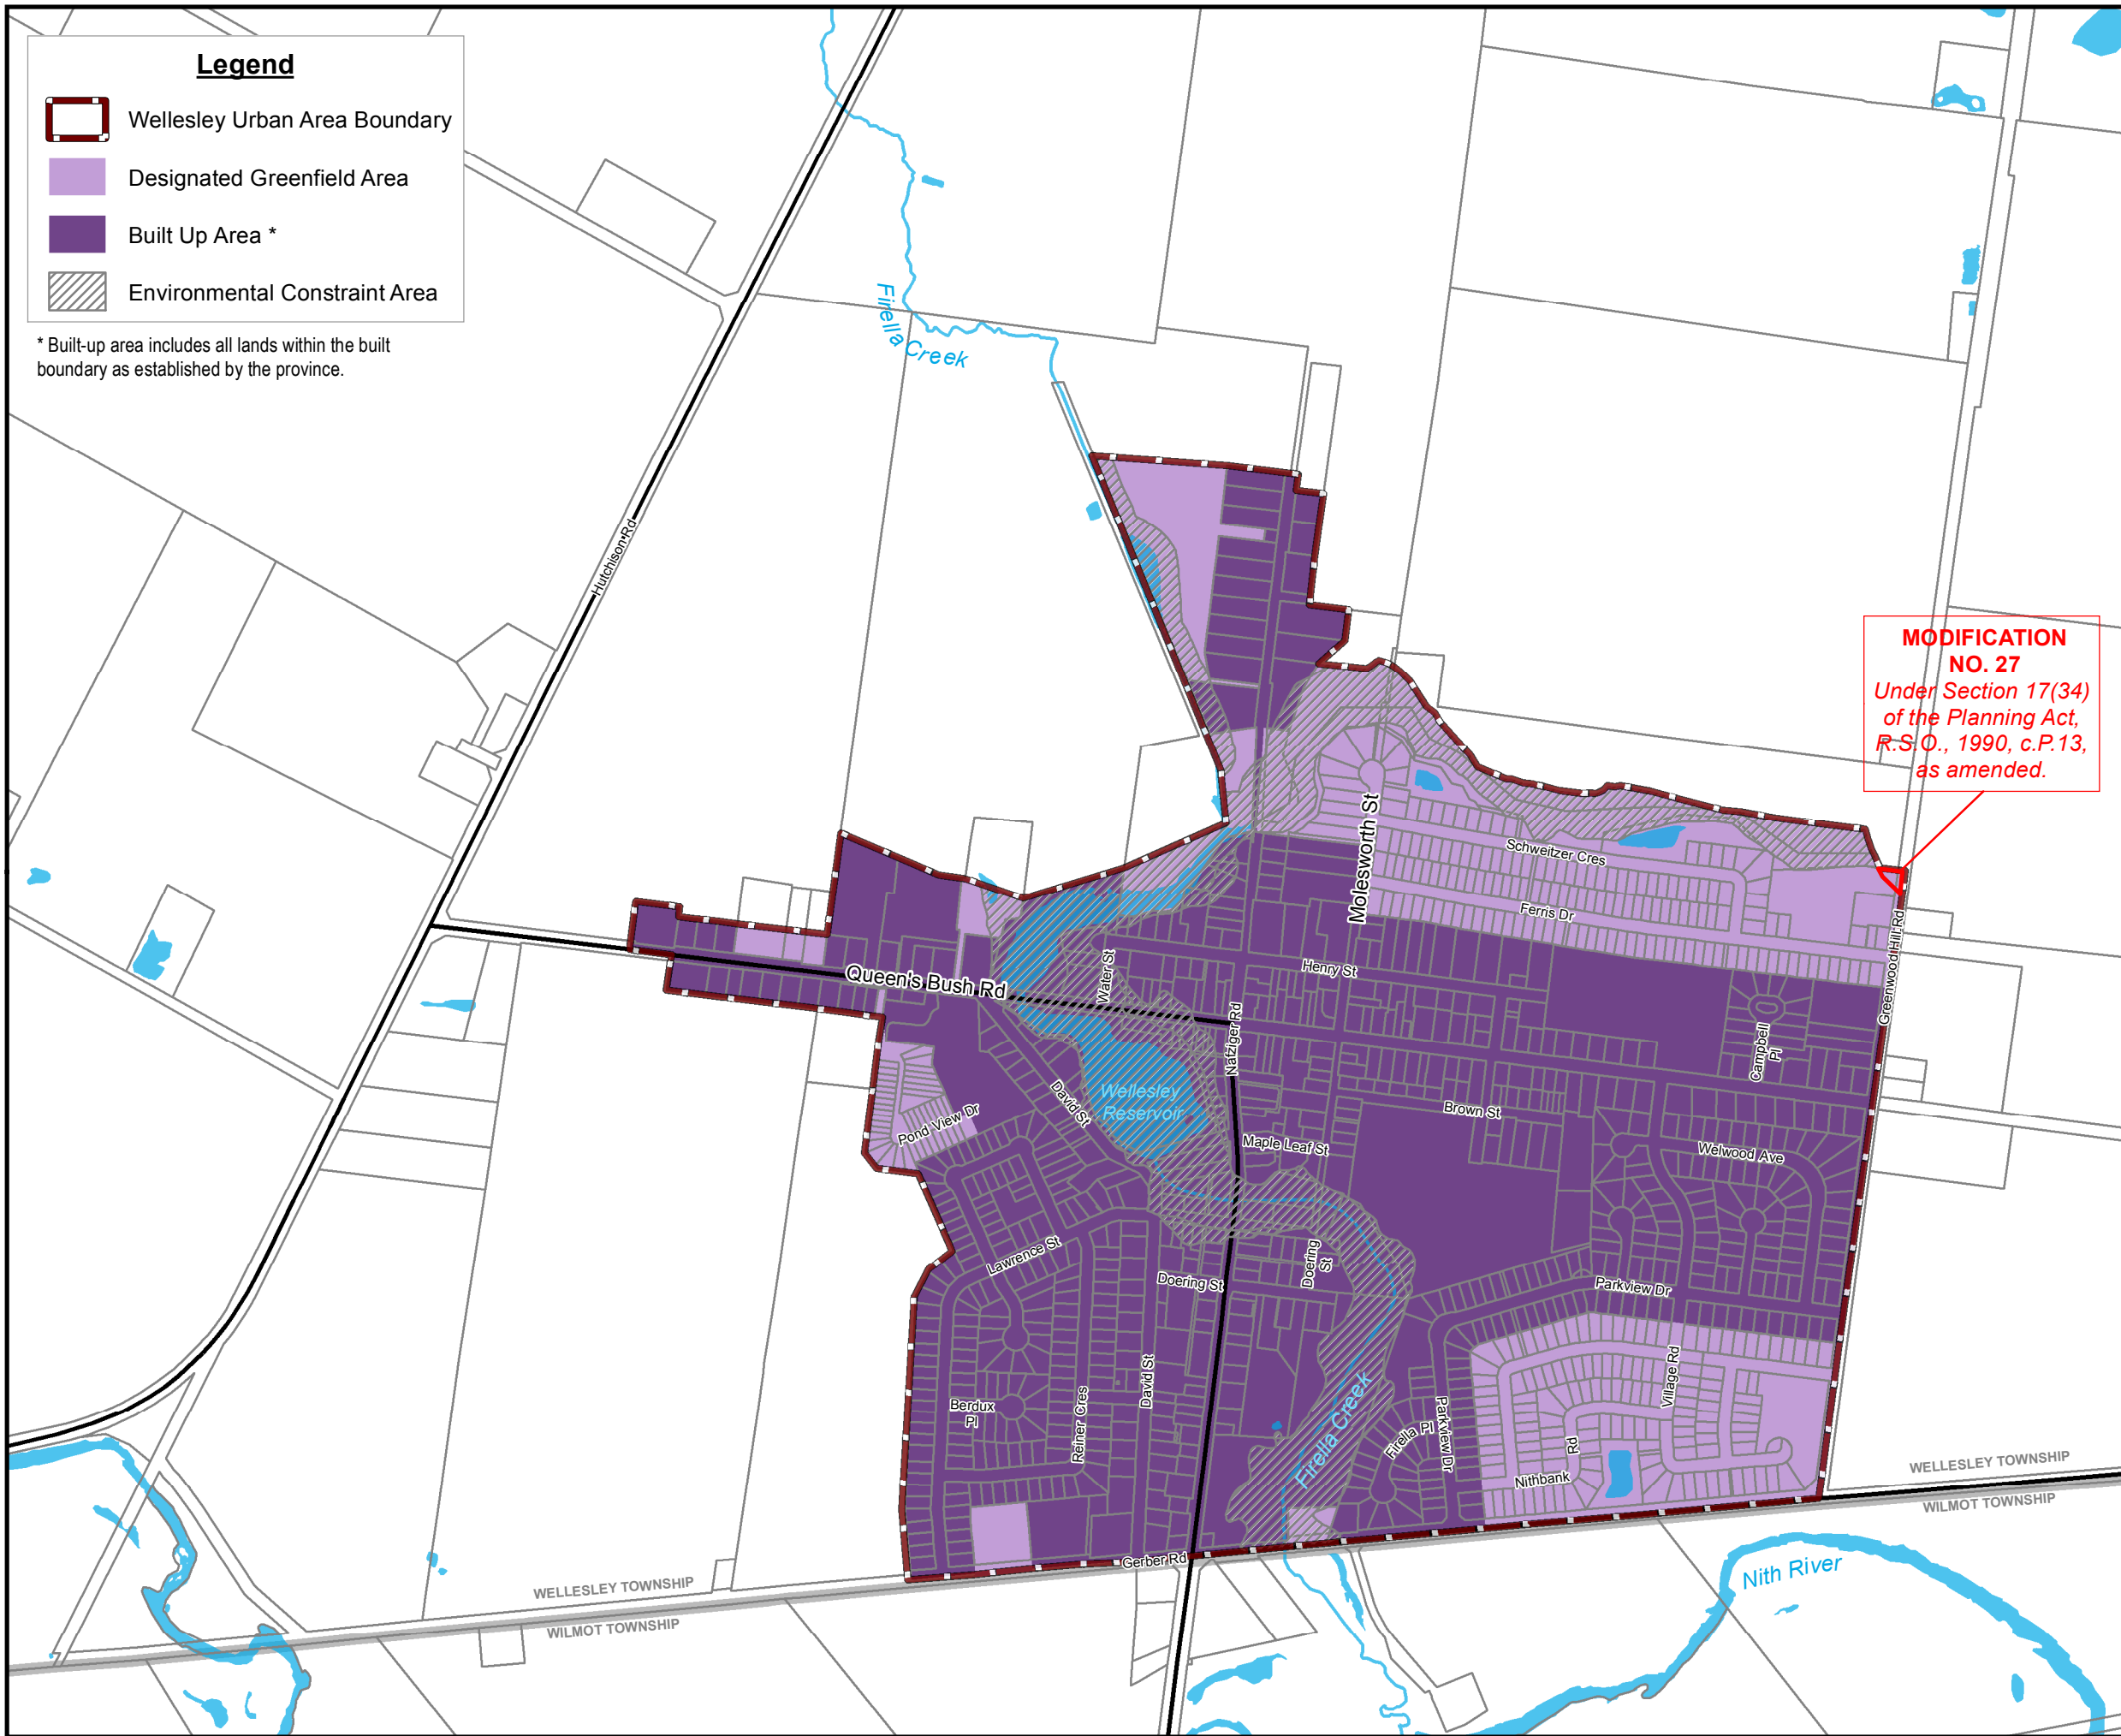 Legend
Wellesley Urban Area Boundary
Designated Greenfield Area
Built Up Area *
Environmental Constraint Area
* Built-up area includes all lands within the built
boundary as established by the province.
Firella Creek
Hutchison Rd
MODIFICATION
NO. 27
Under Section 17(34)
of the Planning Act,
R.S.O., 1990, c.P.13,
as amended.
Molesworth St
Schweitzer Cres
Ferris Dr
Greenwood Hill Rd
Queen's Bush Rd
Water St
Henry St
Natziger Rd
Campbell
Pl
Wellesley
Reservoir
David St
Pond View Dr
Brown St
Maple Leaf St
Welwood Ave
Lawrence St
Doering St
Doering
St
Parkview Dr
Village Rd
Berdux
Pl
Reiner Cres
David St
Firella Creek
Firella Pl
Parkview Dr
Nithbank
Rd
Gerber Rd
WELLESLEY TOWNSHIP
WILMOT TOWNSHIP
Nith River
WELLESLEY TOWNSHIP
WILMOT TOWNSHIP